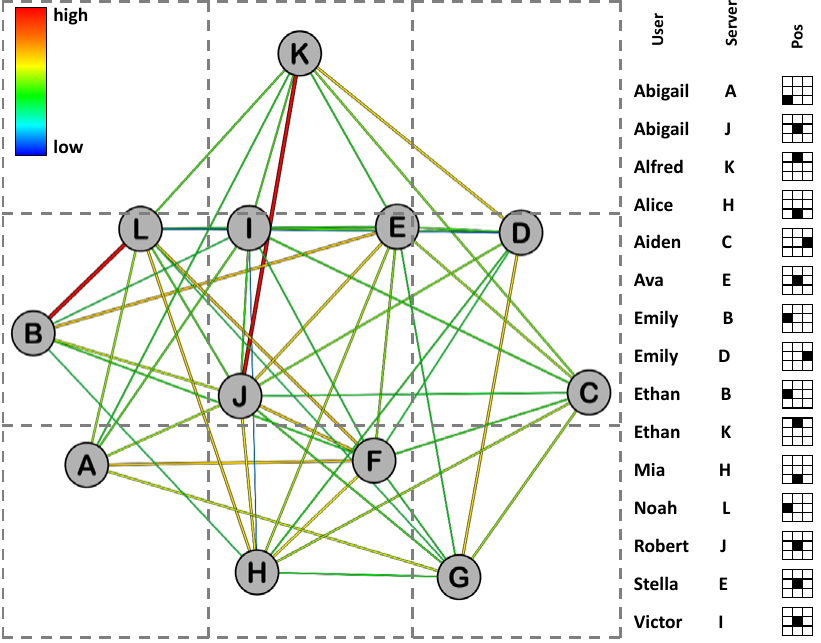 high
low
K
L
I
E
D
B
J
C
A
F
H
G
User Server Pos
Abigail A
Abigail J
Alfred K
Alice H
Aiden C
Ava E
Emily B
Emily D
Ethan B
Ethan K
Mia H
Noah L
Robert J
Stella E
Victor I